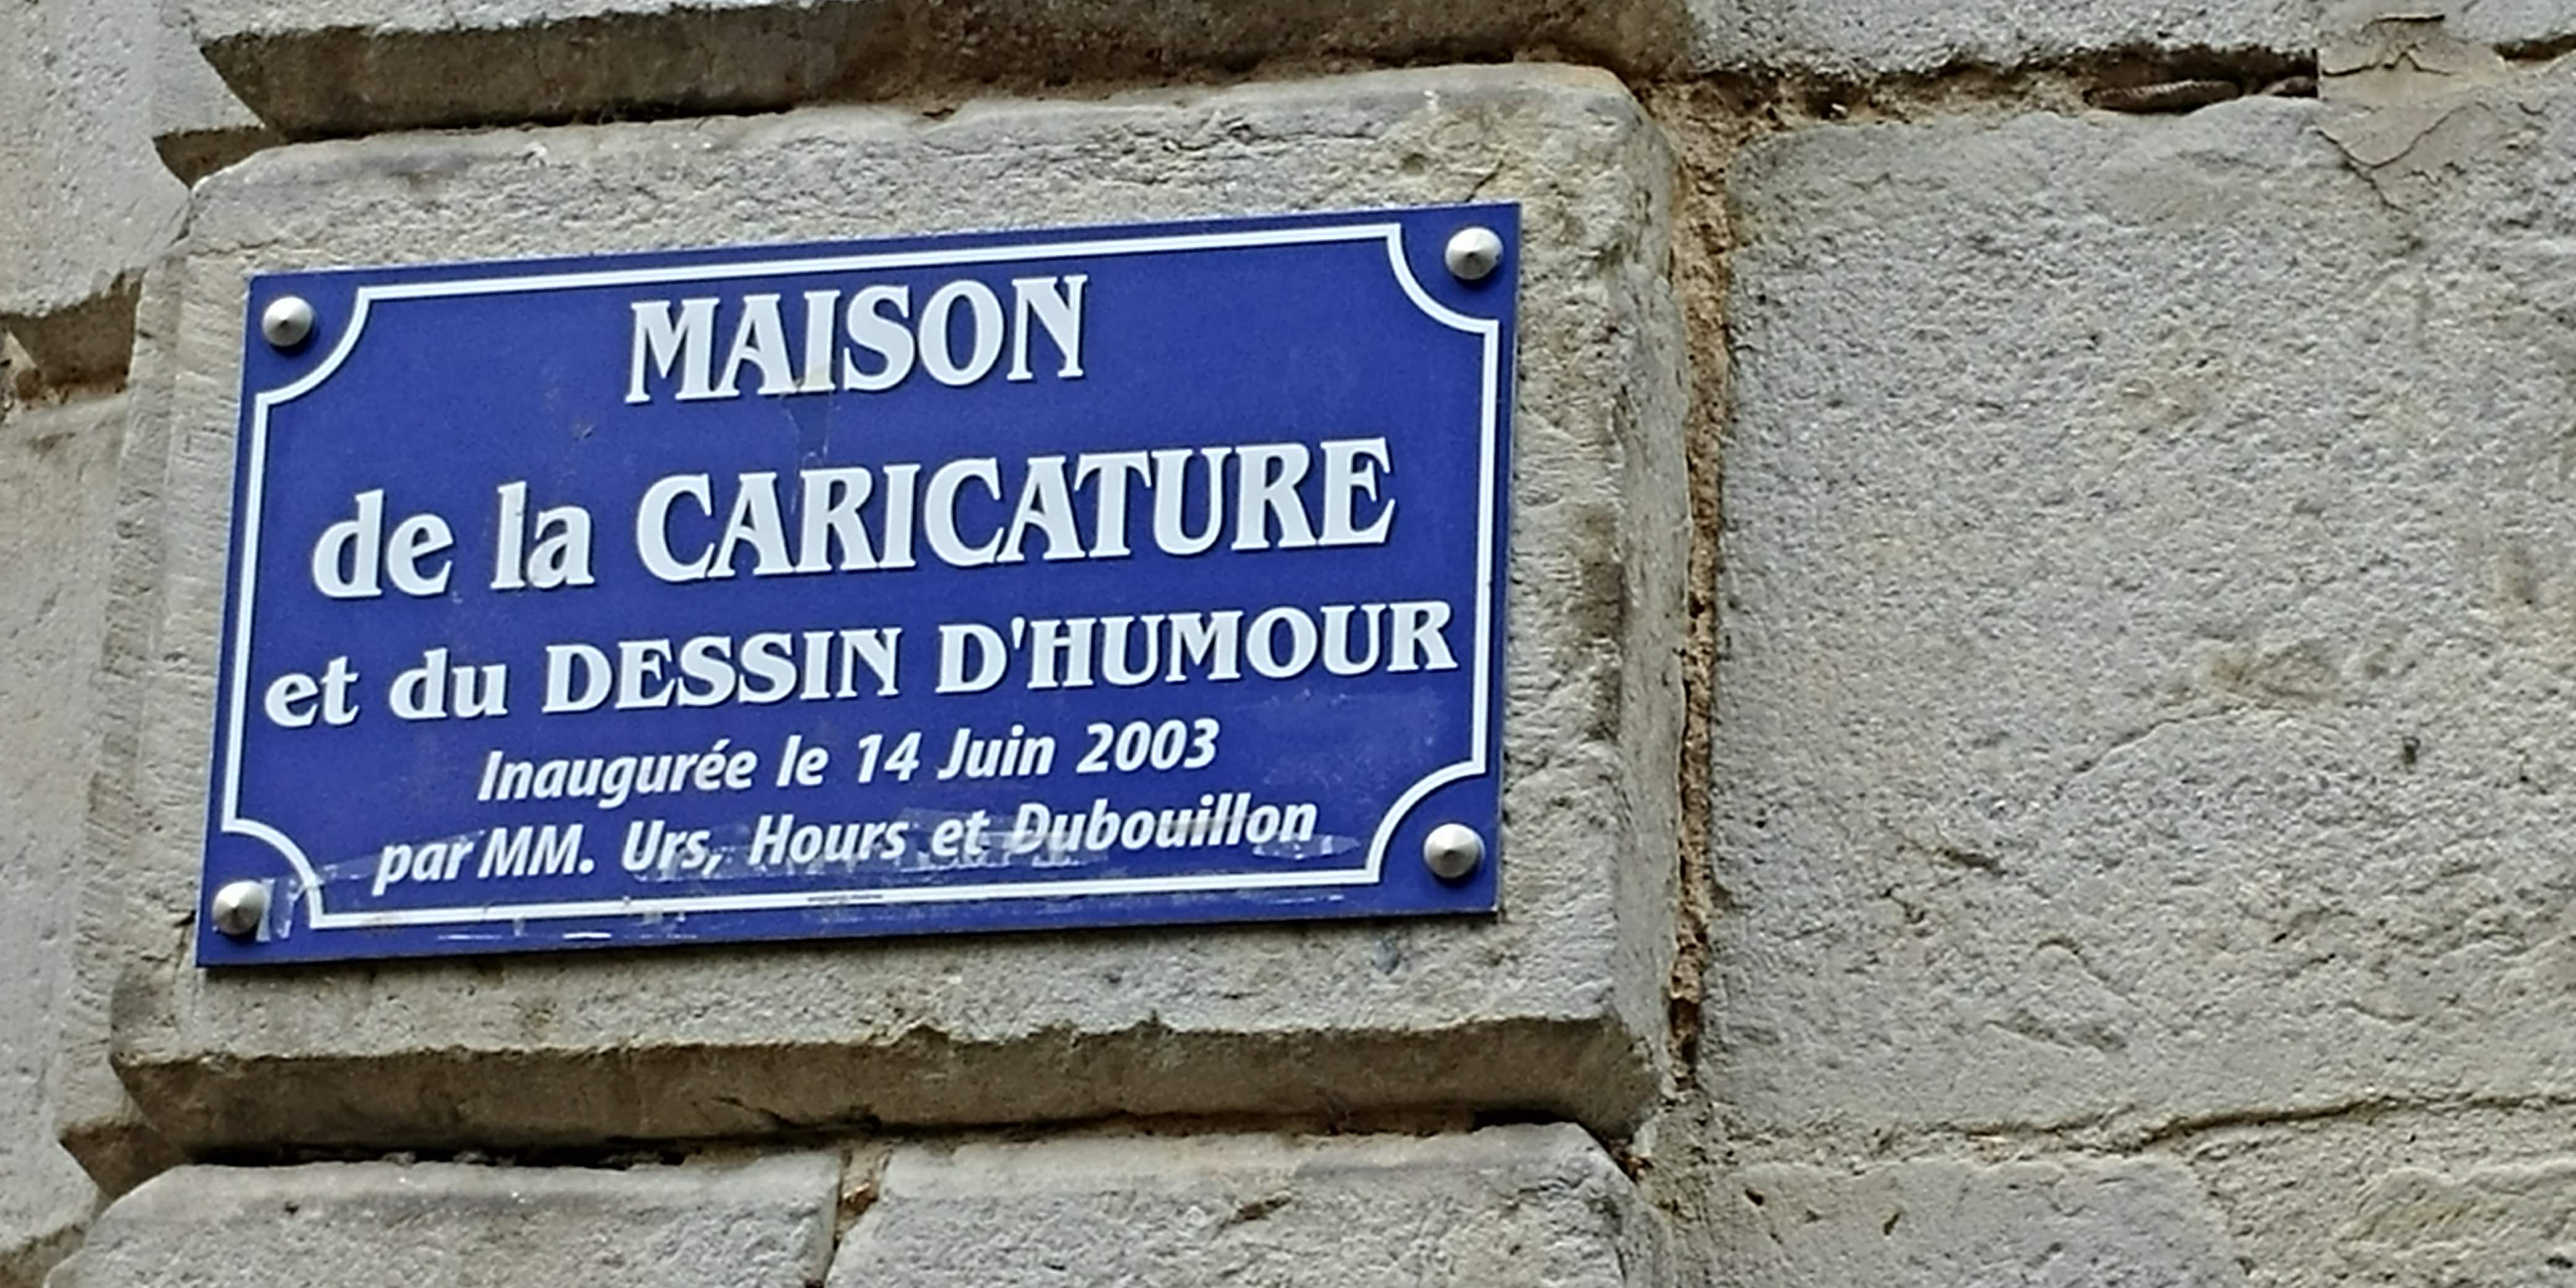 MAISON
de la CARICATURE
et du DESSIN D'HUMOUR
Inaugurée le 14 Juin 2003
par MM. Urs, Hours et Dubouillon